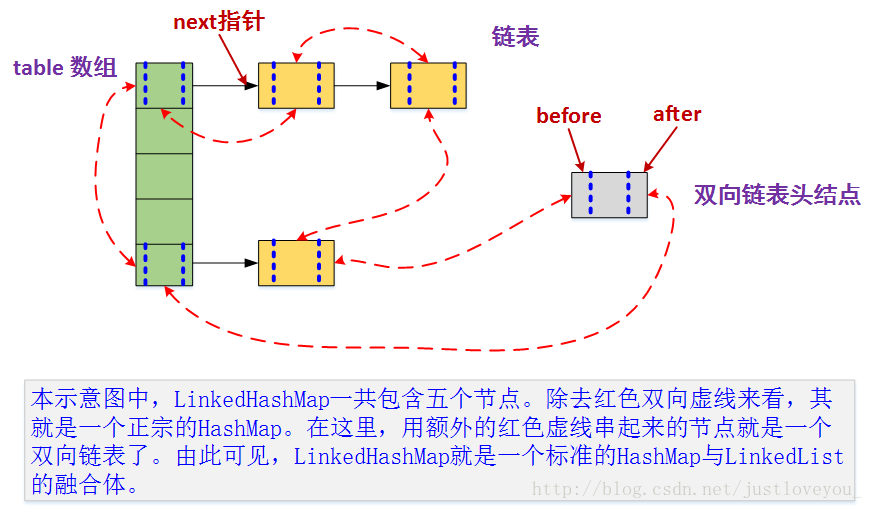 next指针
链表
table 数组
before
after
双向链表头结点
本示意图中，LinkedHashMap一共包含五个节点。除去红色双向虚线来看，其
就是一个正宗的HashMap。在这里，用额外的红色虚线串起来的节点就是一个
双向链表了。由此可见，LinkedHashMap就是一个标准的HashMap与LinkedList
的融合体。
http://blog.csdn.net/justloveyou_